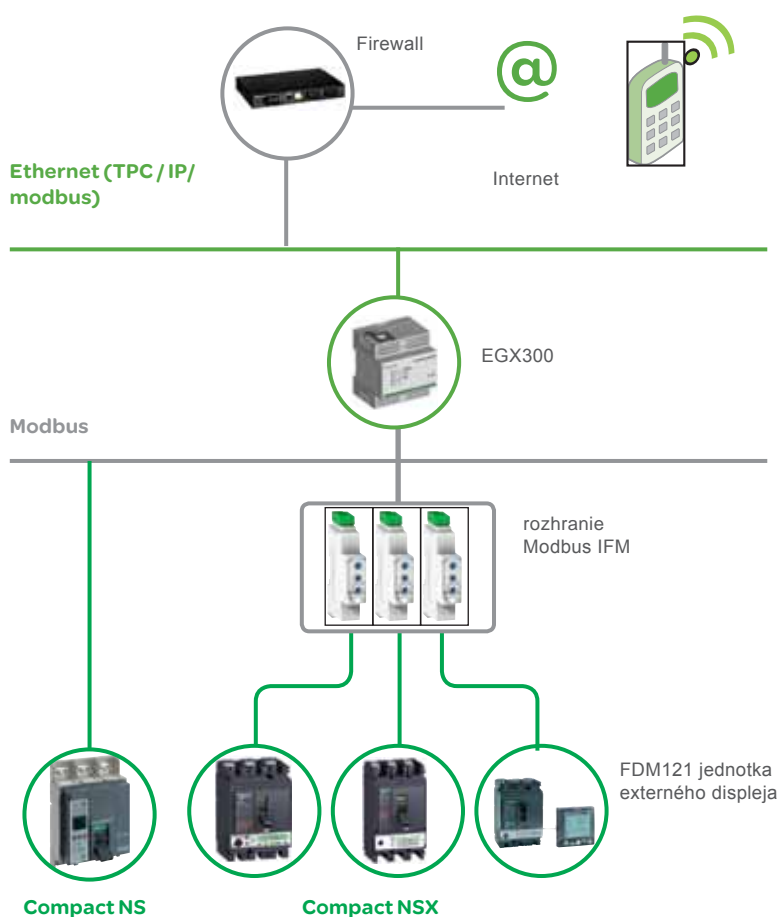 Firewall
@
Ethernet (TPC / IP/
modbus)
Internet
EGX300
Modbus
rozhranie
Modbus IFM
FDM121 jednotka
externého displeja
Compact NS
Compact NSX